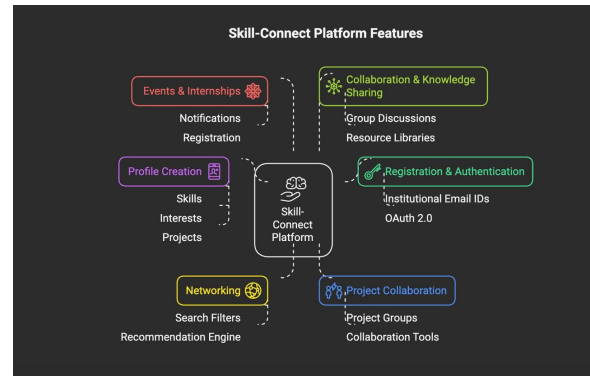 Skill-Connect Platform Features
Events & Internships
Notifications
Registration
Collaboration & Knowledge
Sharing
Group Discussions
Resource Libraries
Profile Creation
Skills
Interests
Projects
Skill-
Connect
Platform
Registration & Authentication
Institutional Email IDs
OAuth 2.0
Networking
Search Filters
Recommendation Engine
Project Collaboration
Project Groups
Collaboration Tools